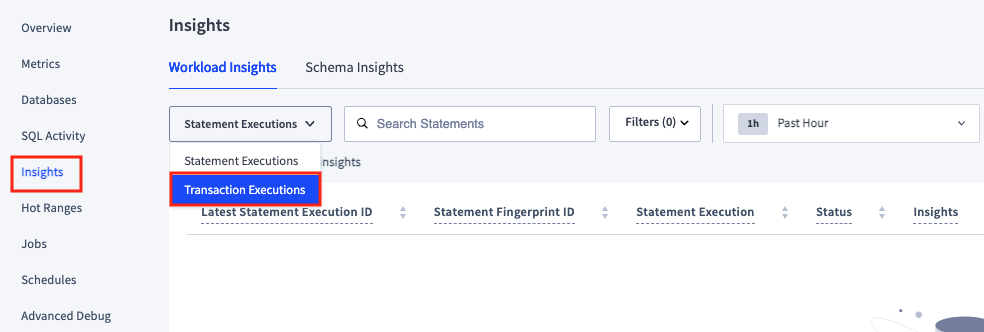 Overview
Metrics
Databases
SQL Activity
Insights
Hot Ranges
Jobs
Schedules
Advanced Debug
Insights
Workload Insights Schema Insights
Statement Executions Search Statements Filters (0) 1h Past Hour
Statement Executions nsights
Transaction Executions
Latest Statement Execution ID Statement Fingerprint ID Statement Execution Status Insights